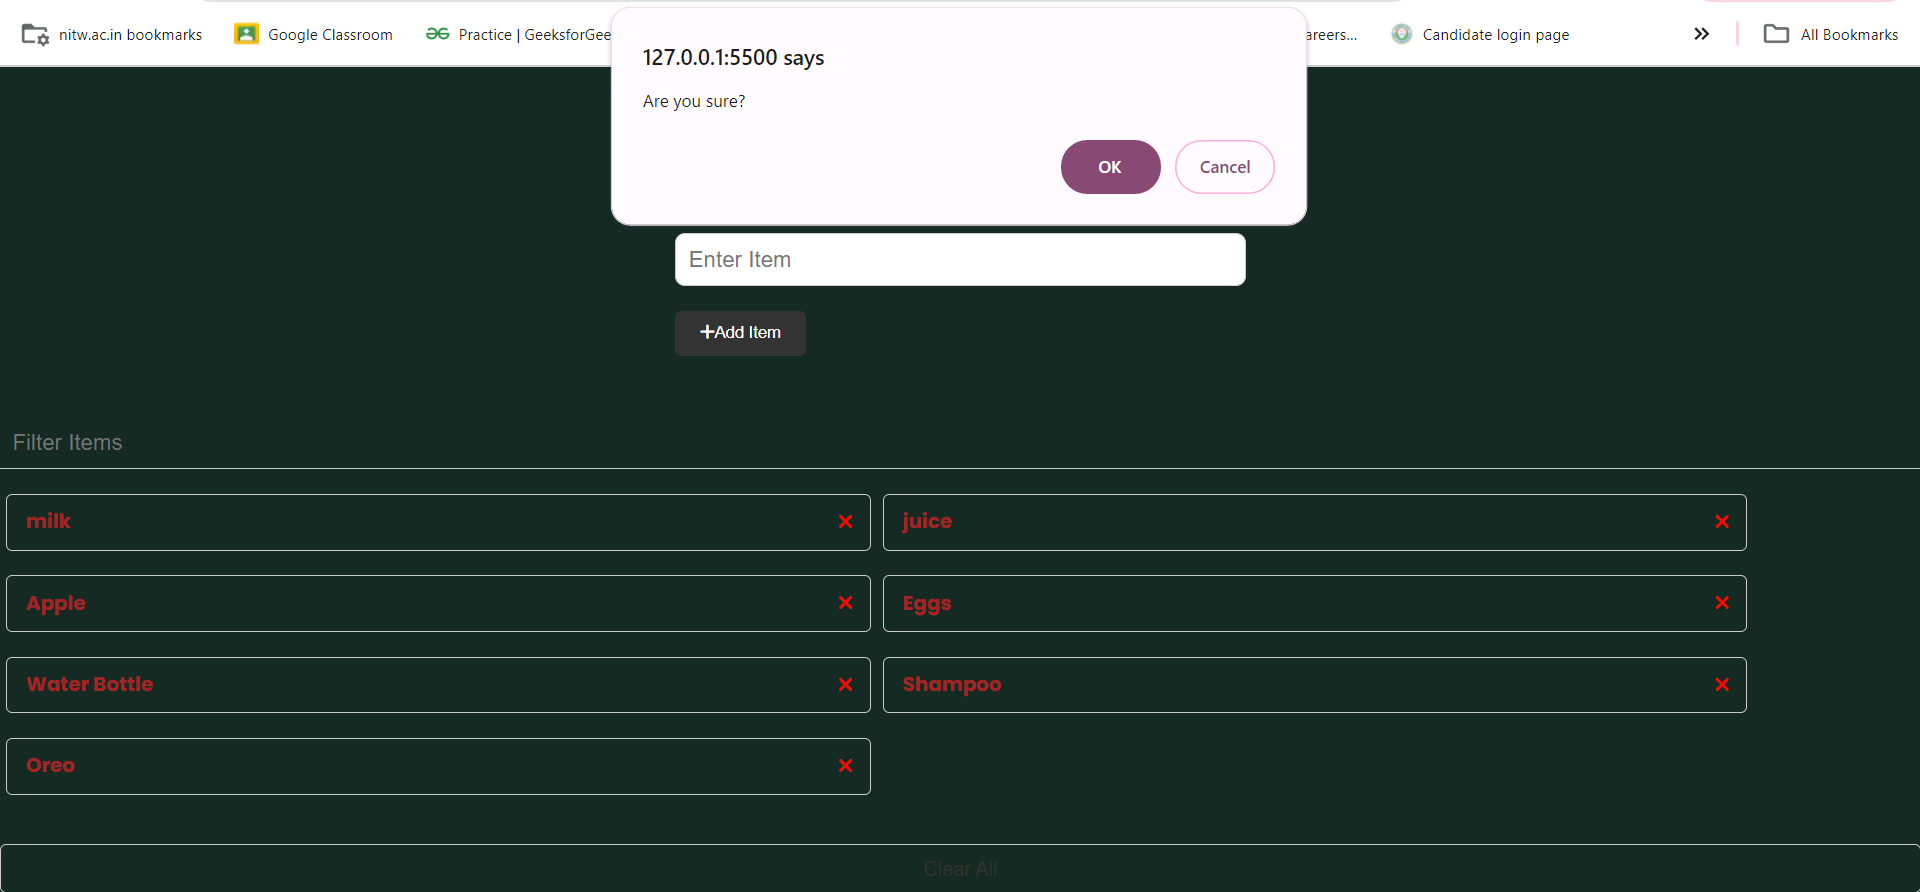 nitw.ac.in bookmarks Google Classroom Practice | GeeksforGee areers... Candidate login page All Bookmarks
127.0.0.1:5500 says
Are you sure?
OK Cancel
Enter Item
Add Item
Filter Items
milk juice
Apple Eggs
Water Bottle Shampoo
Oreo
Clear All